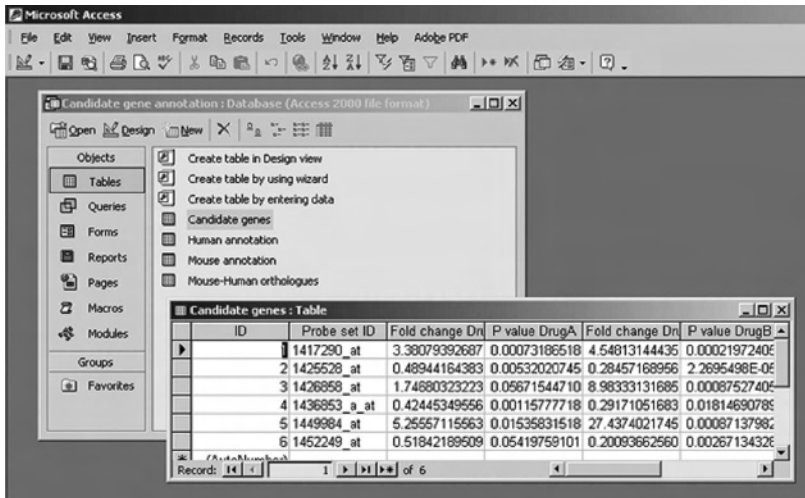 Microsoft Access
File Edit View Insert Format Records Tools Window Help Adobe PDF
Candidate gene annotation : Database (Access 2000 file format)
Open Design New
Objects
Tables
Queries
Forms
Reports
Pages
Macros
Modules
Groups
Favorites
Create table in Design view
Create table by using wizard
Create table by entering data
Candidate genes
Human annotation
Mouse annotation
Mouse-Human orthologues
Candidate genes : Table
ID Probe set ID Fold change Dru P value DrugA Fold change Dru P value DrugB
1 1417290_at 3.38079392687 0.00073186518 4.54813144435 0.00021972405
2 1425528_at 0.48944164383 0.00532020745 0.28457168956 2.2695498E-05
3 1426858_at 1.74680323223 0.05671544710 8.98333131685 0.00087527405
4 1436853_a_at 0.42445349556 0.00115777718 0.29171051683 0.01814690789
5 1449984_at 5.25557115563 0.01535831518 27.4374021745 0.00087137982
6 1452249_at 0.51842189509 0.05419759101 0.20093662560 0.00267134328
(AutoNumber)
Record: 1 of 6